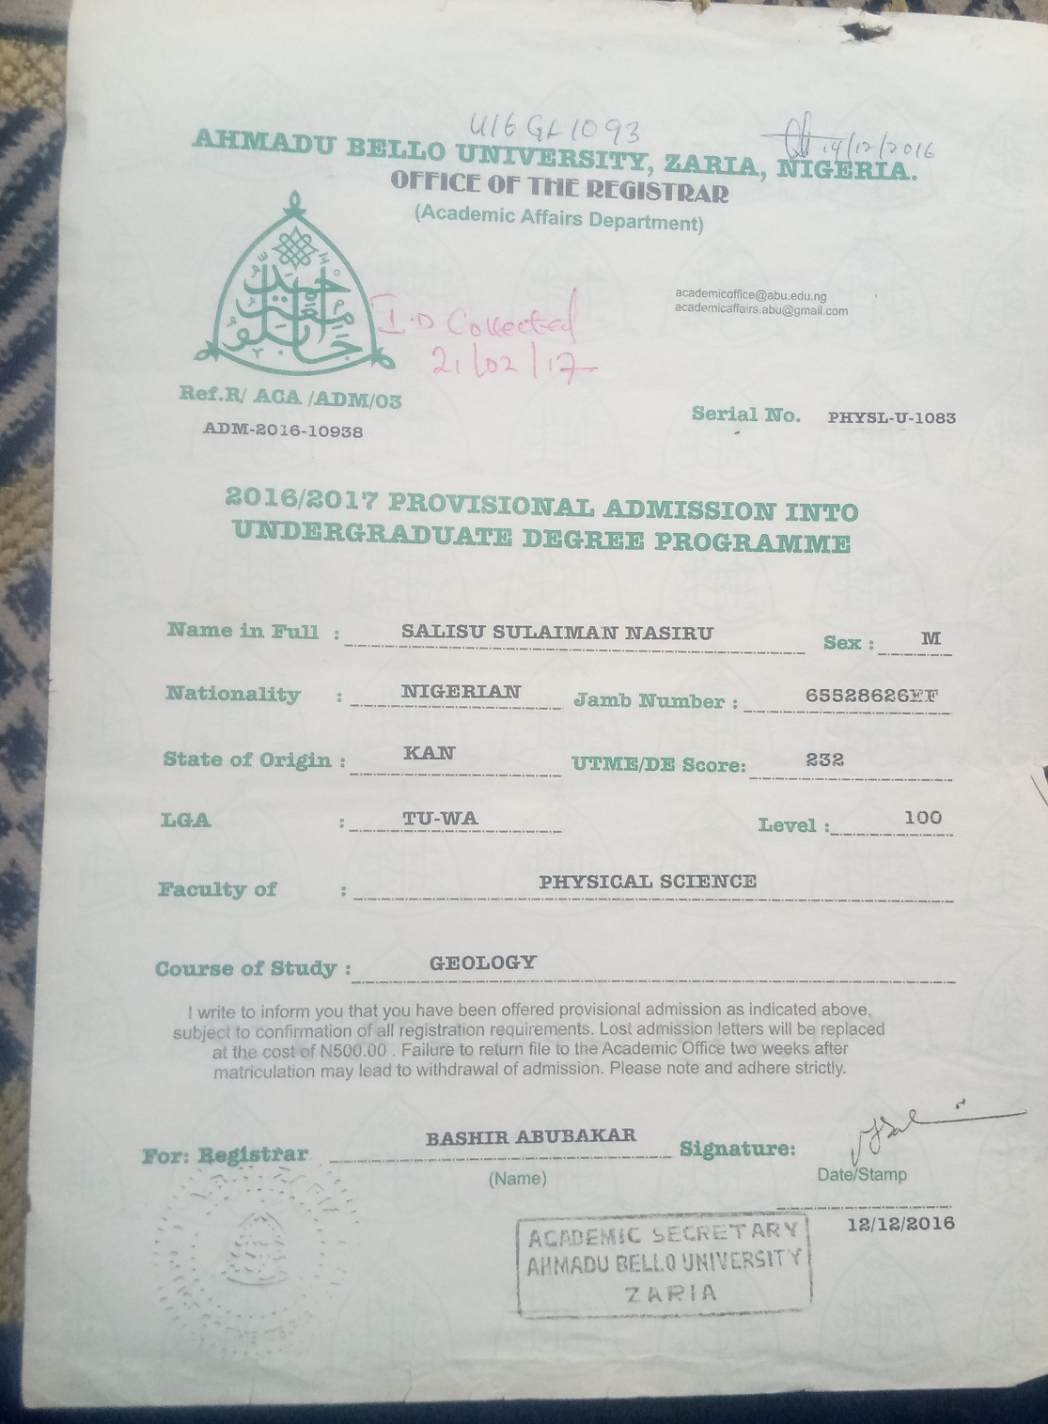 U16GL1093
14/12/2016
AHMADU BELLO UNIVERSITY, ZARIA, NIGERIA.
OFFICE OF THE REGISTRAR
(Academic Affairs Department)
academicoffice@abu.edu.ng
academicaffairs.abu@gmail.com
I.D Collected
21/02/17
Ref.R/ ACA /ADM/03
ADM-2016-10938
Serial No. PHYSL-U-1083
2016/2017 PROVISIONAL ADMISSION INTO
UNDERGRADUATE DEGREE PROGRAMME
Name in Full : SALISU SULAIMAN NASIRU Sex : M
Nationality : NIGERIAN Jamb Number : 65528626EF
State of Origin : KAN UTME/DE Score: 232
LGA : TU-WA Level : 100
Faculty of : PHYSICAL SCIENCE
Course of Study : GEOLOGY
I write to inform you that you have been offered provisional admission as indicated above,
subject to confirmation of all registration requirements. Lost admission letters will be replaced
at the cost of N500.00 . Failure to return file to the Academic Office two weeks after
matriculation may lead to withdrawal of admission. Please note and adhere strictly.
For: Registrar BASHIR ABUBAKAR Signature:
(Name) Date/Stamp
12/12/2016
ACADEMIC SECRETARY
AHMADU BELLO UNIVERSITY
ZARIA